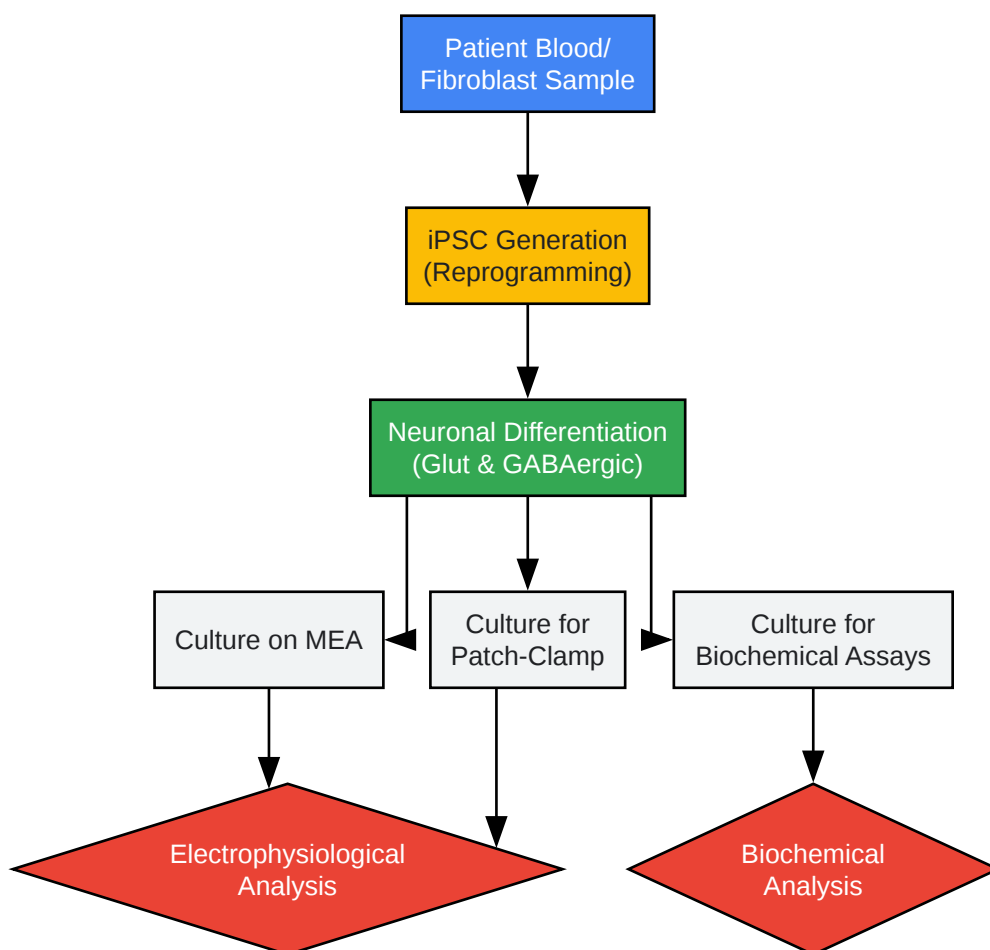 Patient Blood/
Fibroblast Sample
iPSC Generation
(Reprogramming)
Neuronal Differentiation
(Glut & GABAergic)
Culture on MEA
Culture for
Patch-Clamp
Culture for
Biochemical Assays
Electrophysiological
Analysis
Biochemical
Analysis